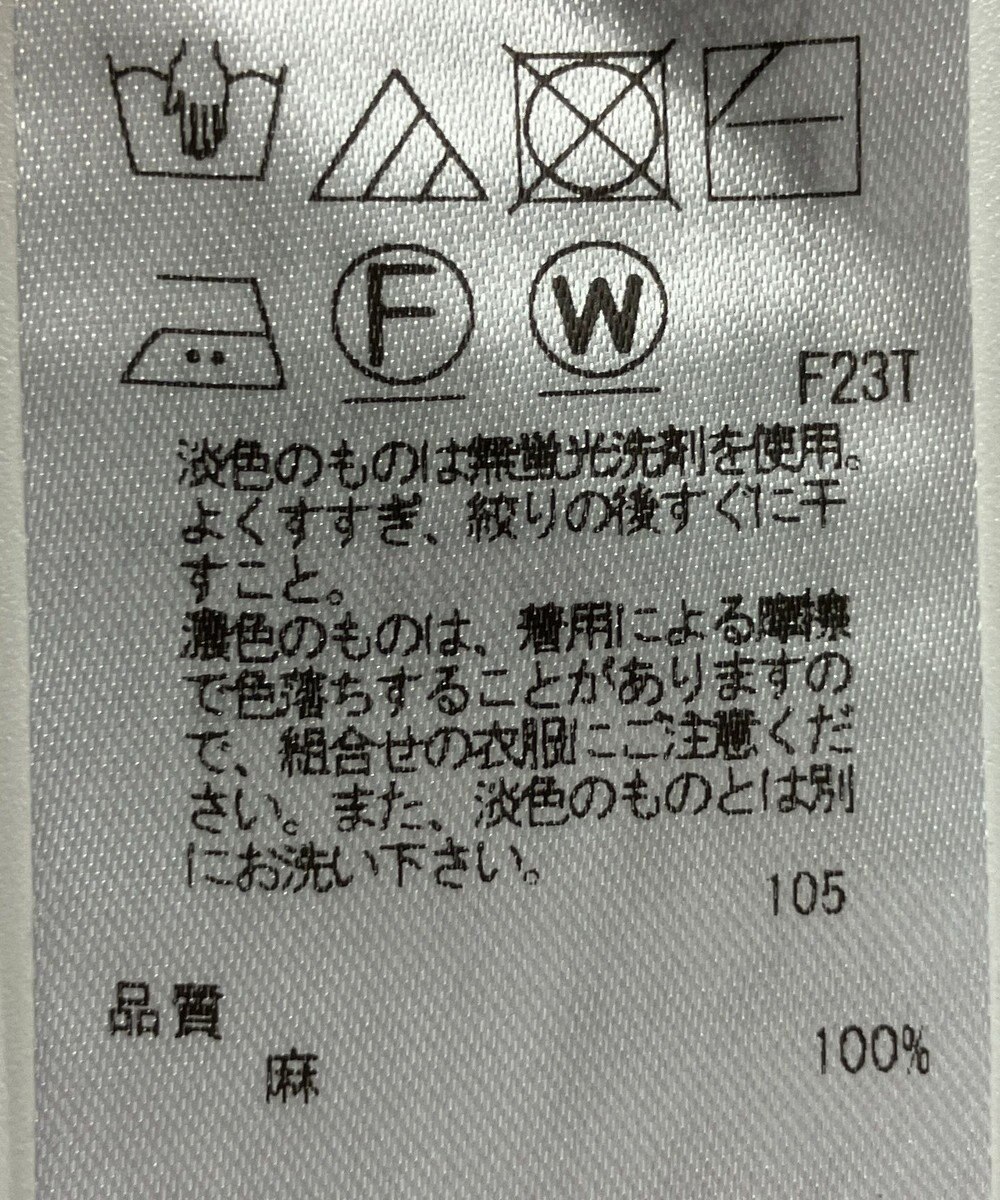 F W
F23T
淡色のものは無蛍光洗剤を使用。
よくすすぎ、絞りの後すぐに干
すこと。
濃色のものは、着用による摩擦
で色落ちすることがありますの
で、組合せの衣服にご注意くだ
さい。また、淡色のものとは別
にお洗い下さい。
105
品質
麻 100%